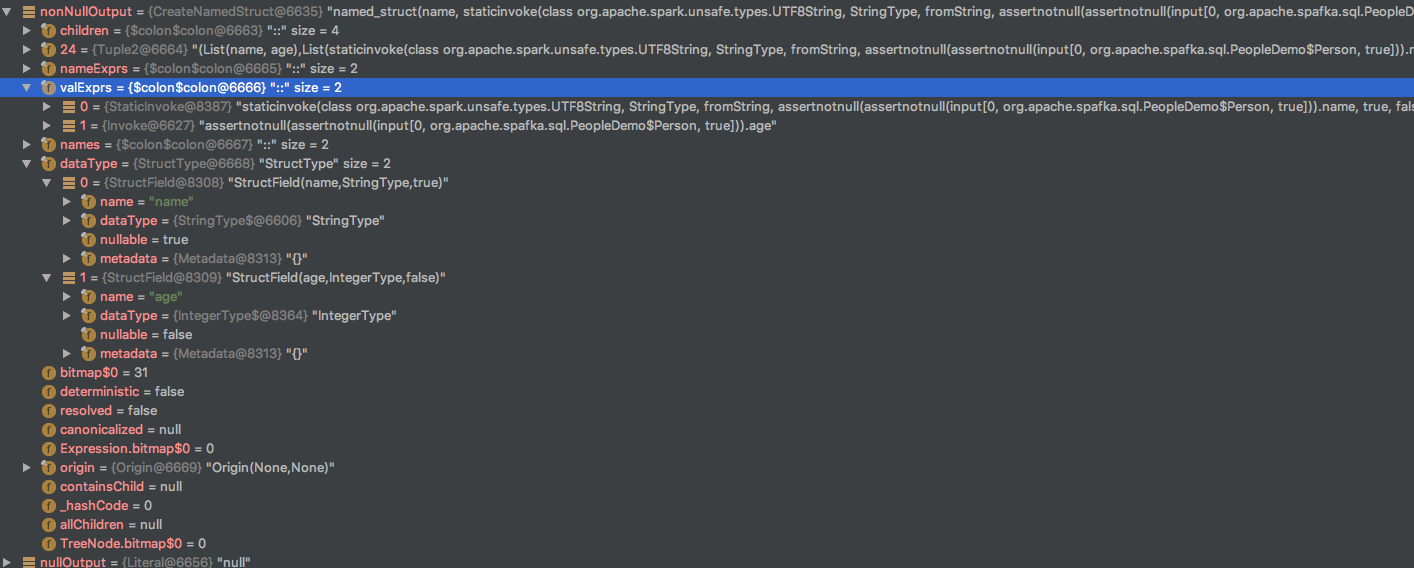 nonNullOutput = {CreateNamedStruct@6635} "named_struct(name, staticinvoke(class org.apache.spark.unsafe.types.UTF8String, StringType, fromString, assertnotnull(assertnotnull(input[0, org.apache.spafka.sql.PeopleD
f children = {$colon$colon@6663} "::" size = 4
f 24 = {Tuple2@6664} "(List(name, age),List(staticinvoke(class org.apache.spark.unsafe.types.UTF8String, StringType, fromString, assertnotnull(assertnotnull(input[0, org.apache.spafka.sql.PeopleDemo$Person, true])).r
f nameExprs = {$colon$colon@6665} "::" size = 2
f valExprs = {$colon$colon@6666} "::" size = 2
0 = {StaticInvoke@8387} "staticinvoke(class org.apache.spark.unsafe.types.UTF8String, StringType, fromString, assertnotnull(assertnotnull(input[0, org.apache.spafka.sql.PeopleDemo$Person, true])).name, true, fals
1 = {Invoke@6627} "assertnotnull(assertnotnull(input[0, org.apache.spafka.sql.PeopleDemo$Person, true])).age"
f names = {$colon$colon@6667} "::" size = 2
f dataType = {StructType@6668} "StructType" size = 2
0 = {StructField@8308} "StructField(name,StringType,true)"
f name = "name"
f dataType = {StringType$@6606} "StringType"
f nullable = true
f metadata = {Metadata@8313} "{}"
1 = {StructField@8309} "StructField(age,IntegerType,false)"
f name = "age"
f dataType = {IntegerType$@8364} "IntegerType"
f nullable = false
f metadata = {Metadata@8313} "{}"
f bitmap$0 = 31
f deterministic = false
f resolved = false
f canonicalized = null
f Expression.bitmap$0 = 0
f origin = {Origin@6669} "Origin(None,None)"
f containsChild = null
f _hashCode = 0
f allChildren = null
f TreeNode.bitmap$0 = 0
nullOutput = {Literal@6656} "null"